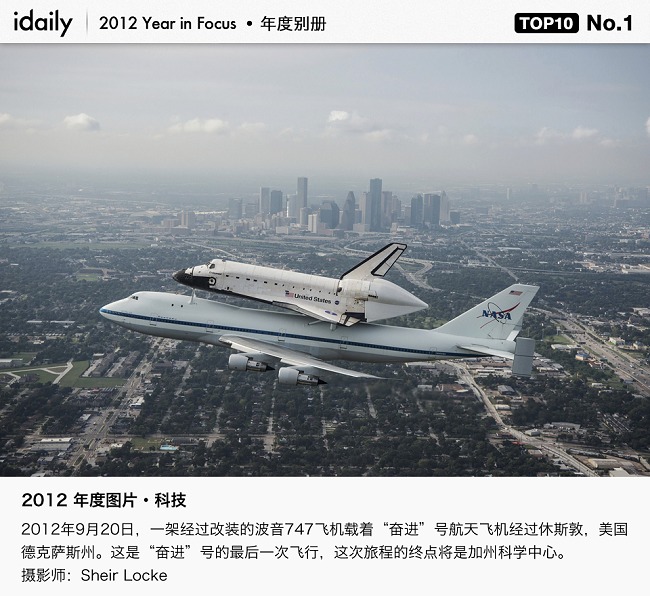 idaily 2012 Year in Focus • 年度别册 TOP10 No.1
United States
NASA
2012 年度图片・科技
2012年9月20日，一架经过改装的波音747飞机载着“奋进”号航天飞机经过休斯敦，美国
德克萨斯州。这是“奋进”号的最后一次飞行，这次旅程的终点将是加州科学中心。
摄影师：Sheir Locke